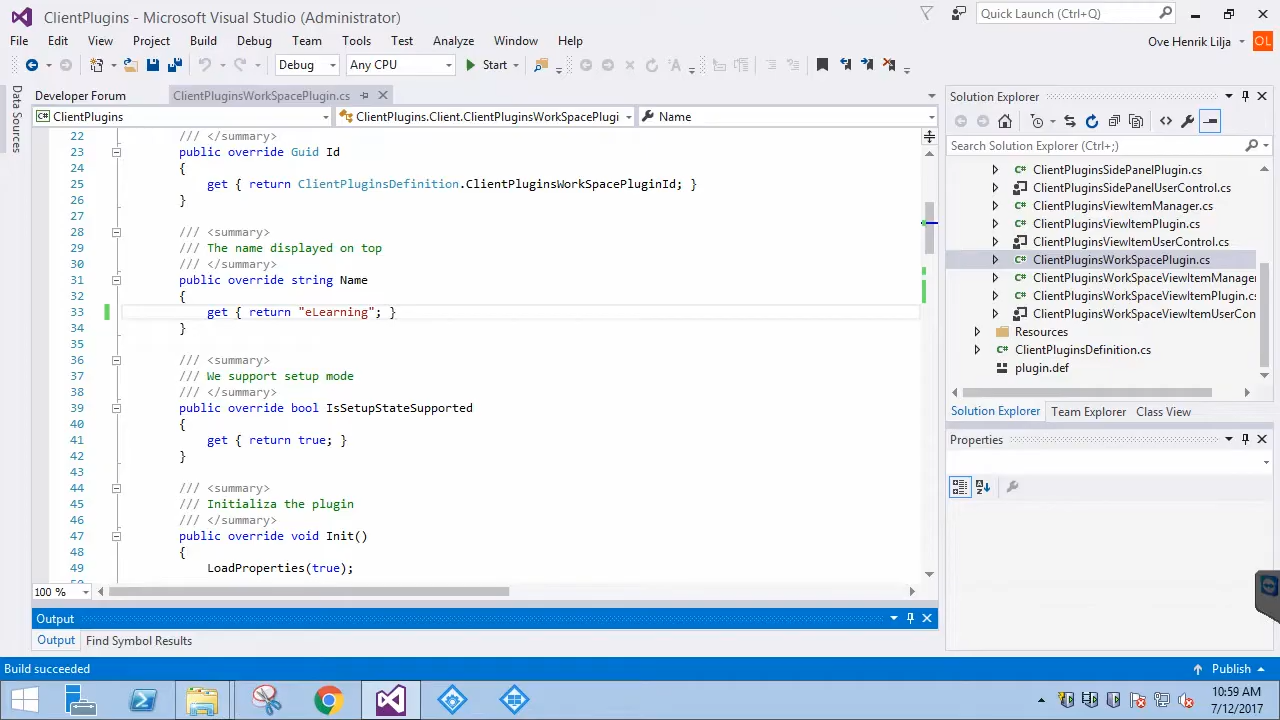 ClientPlugins - Microsoft Visual Studio (Administrator)
Quick Launch (Ctrl+Q)
File Edit View Project Build Debug Team Tools Test Analyze Window Help
Ove Henrik Lilja OL
Debug Any CPU Start
Data Sources
Developer Forum ClientPluginsWorkSpacePlugin.cs
ClientPlugins ClientPlugins.Client.ClientPluginsWorkSpacePlugi Name
22 /// </summary>
23 public override Guid Id
24 {
25 get { return ClientPluginsDefinition.ClientPluginsWorkSpacePluginId; }
26 }
27
28 /// <summary>
29 /// The name displayed on top
30 /// </summary>
31 public override string Name
32 {
33 get { return "eLearning"; }
34 }
35
36 /// <summary>
37 /// We support setup mode
38 /// </summary>
39 public override bool IsSetupStateSupported
40 {
41 get { return true; }
42 }
43
44 /// <summary>
45 /// Initializa the plugin
46 /// </summary>
47 public override void Init()
48 {
49 LoadProperties(true);
100 %
Output
Output Find Symbol Results
Build succeeded
Solution Explorer
Search Solution Explorer (Ctrl+;)
C# ClientPluginsSidePanelPlugin.cs
ClientPluginsSidePanelUserControl.cs
C# ClientPluginsViewItemManager.cs
C# ClientPluginsViewItemPlugin.cs
ClientPluginsViewItemUserControl.cs
C# ClientPluginsWorkSpacePlugin.cs
C# ClientPluginsWorkSpaceViewItemManager
C# ClientPluginsWorkSpaceViewItemPlugin.c
ClientPluginsWorkSpaceViewItemUserCon
Resources
C# ClientPluginsDefinition.cs
plugin.def
Solution Explorer Team Explorer Class View
Properties
Publish
10:59 AM
7/12/2017